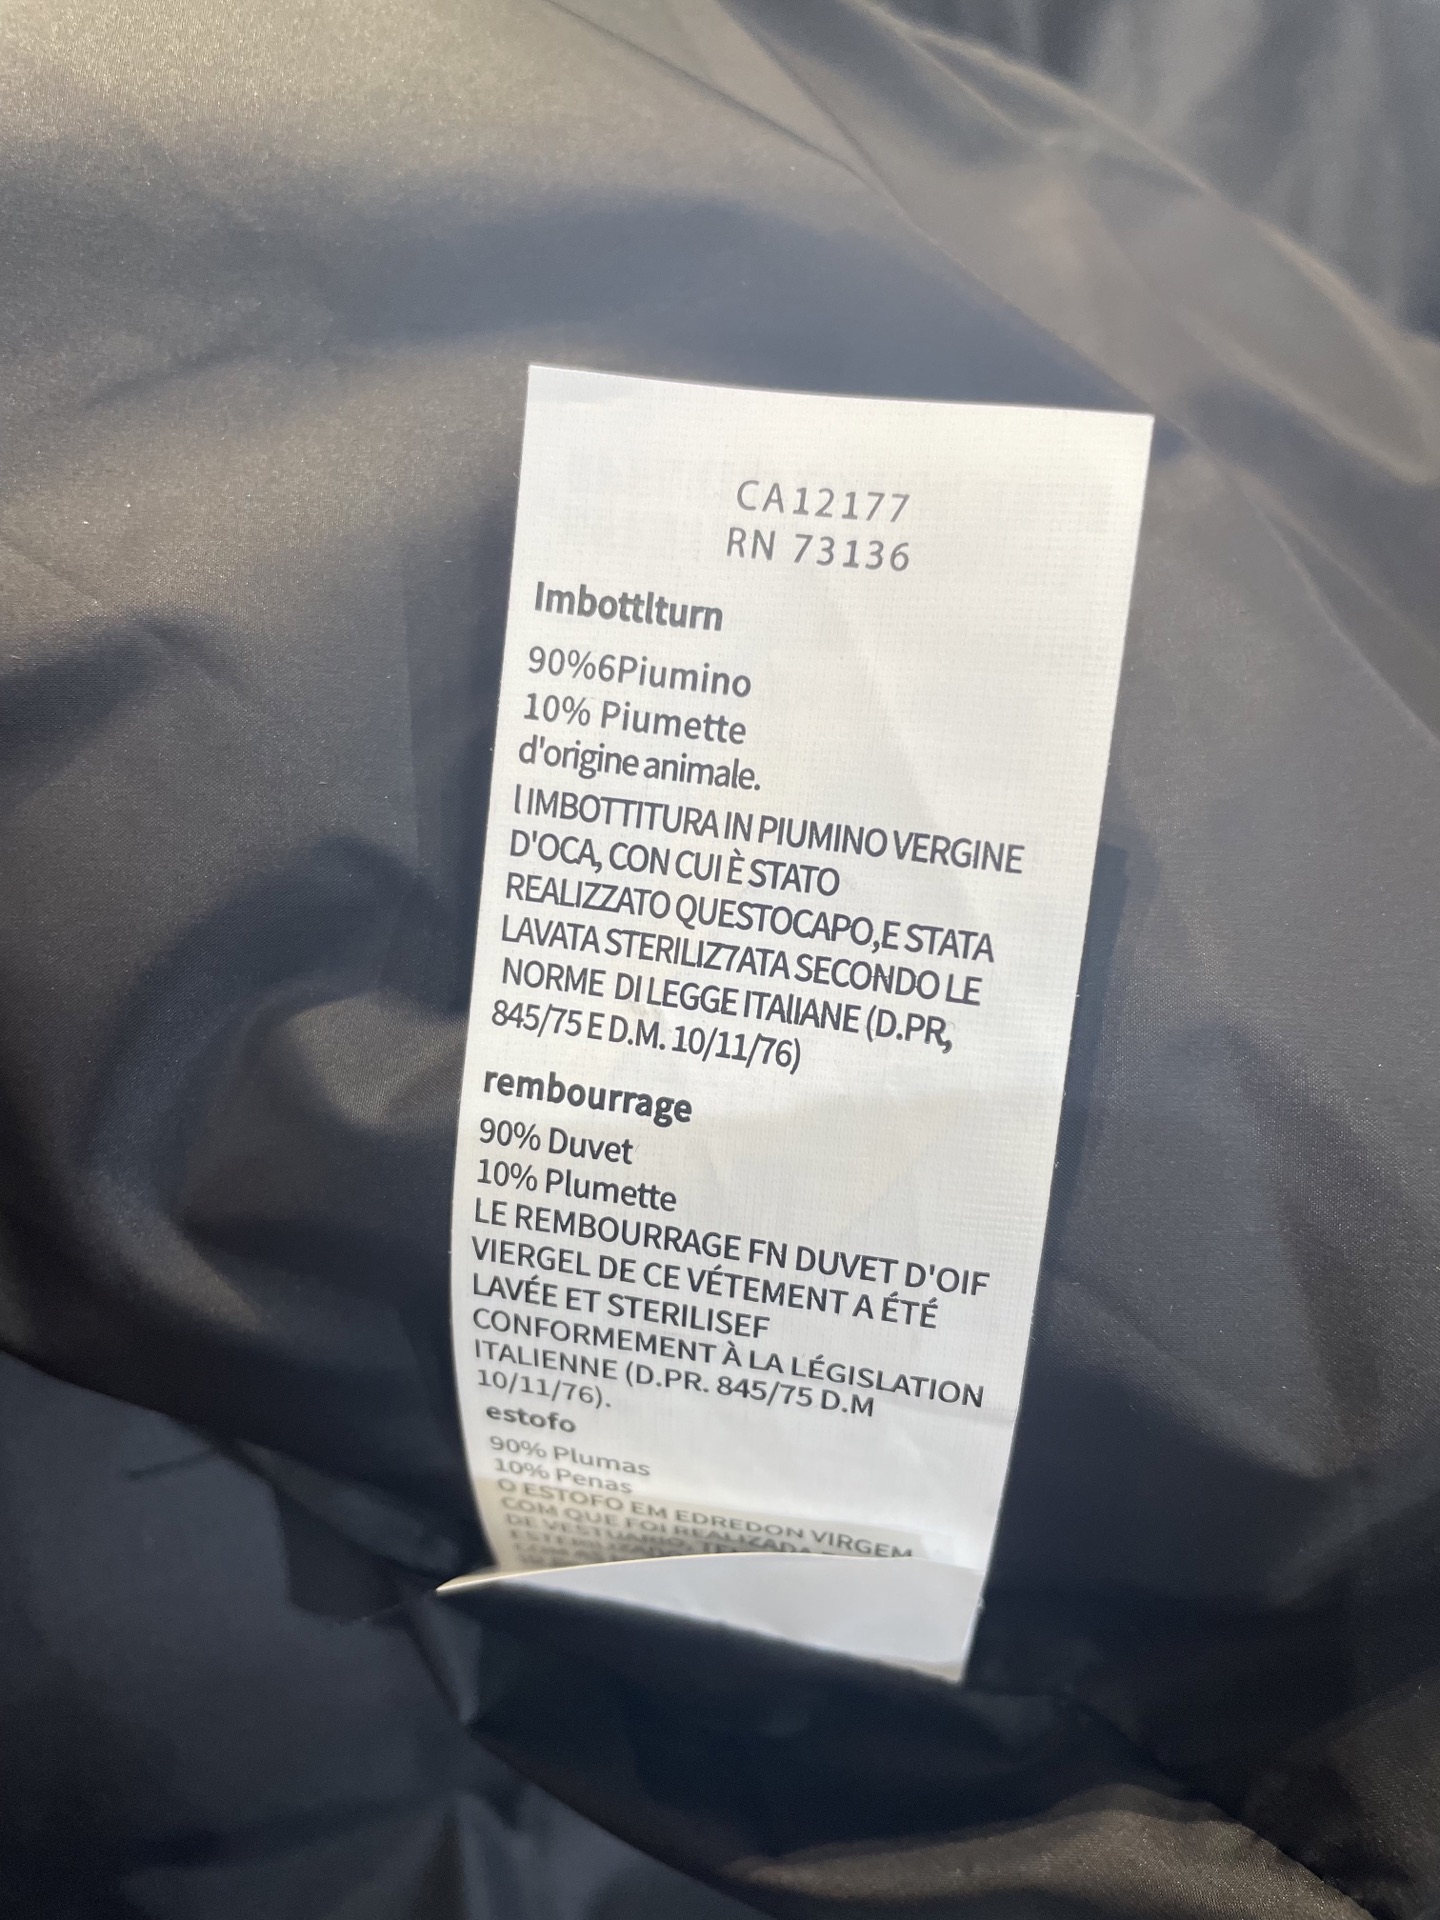 CA12177
RN 73136
Imbottlturn
90%6Piumino
10% Piumette
d'origine animale.
l IMBOTTITURA IN PIUMINO VERGINE
D'OCA, CON CUI È STATO
REALIZZATO QUESTOCAPO,E STATA
LAVATA STERILIZ7ATA SECONDO LE
NORME DI LEGGE ITAlIANE (D.PR,
845/75 E D.M. 10/11/76)
rembourrage
90% Duvet
10% Plumette
LE REMBOURRAGE FN DUVET D'OIF
VIERGEL DE CE VÉTEMENT A ÉTÉ
LAVÉE ET STERILISEF
CONFORMEMENT À LA LÉGISLATION
ITALIENNE (D.PR. 845/75 D.M
10/11/76).
estofo
90% Plumas
10% Penas
O ESTOFO EM EDREDON VIRGEM
COM QUE FOI REALIZADA
DE VESTUARIO,